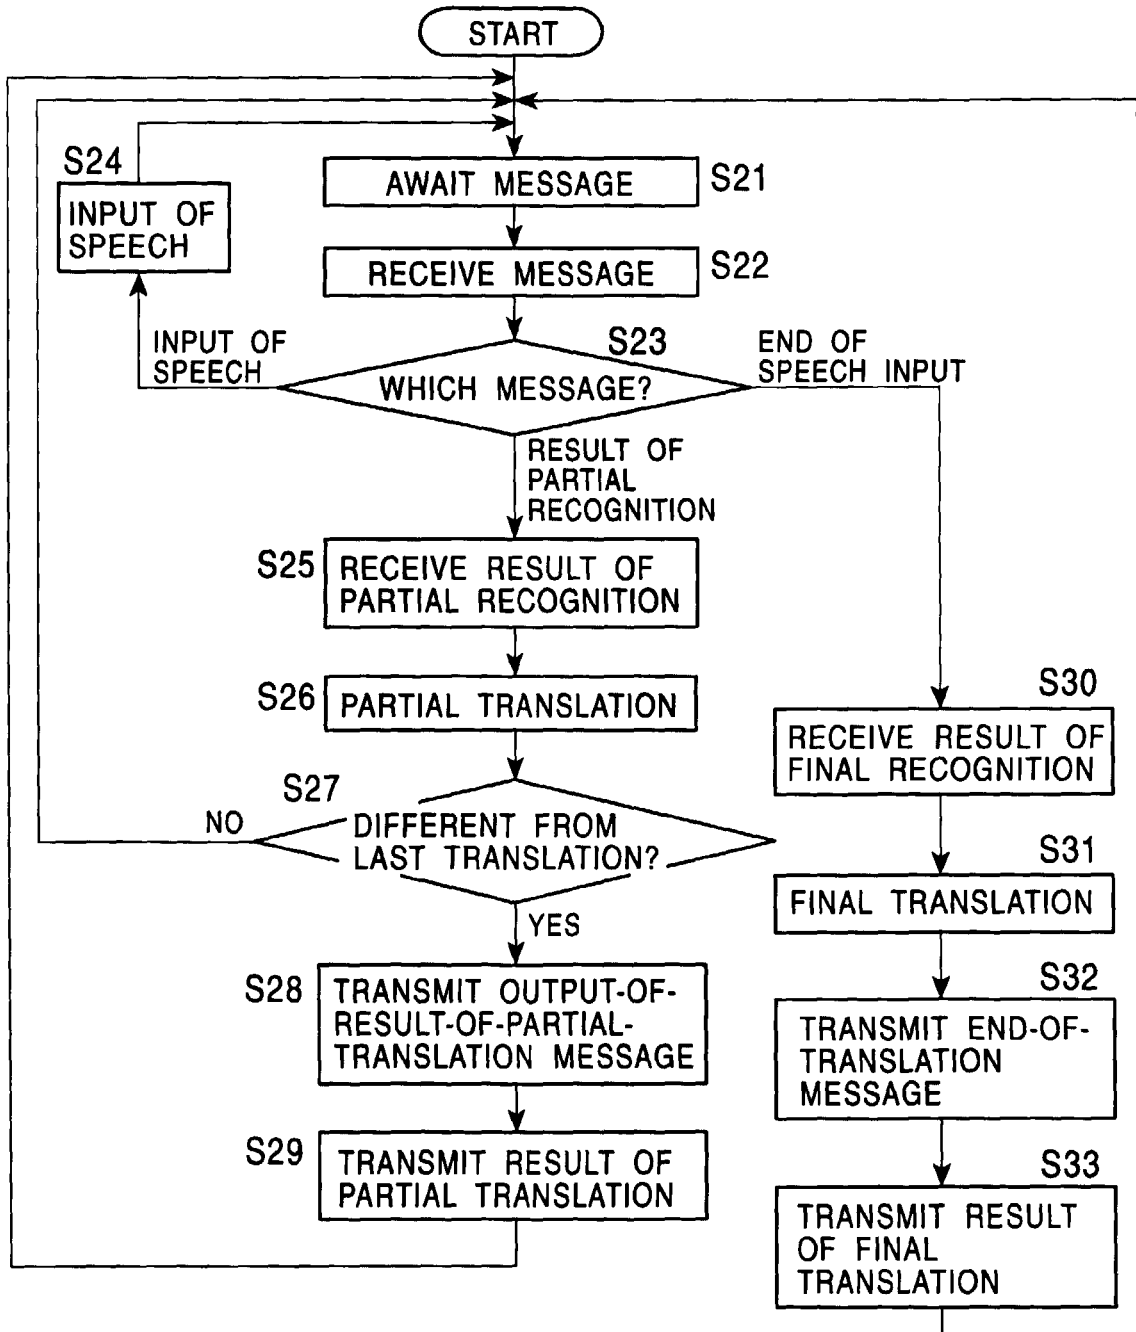 START
S24
INPUT OF
SPEECH
AWAIT MESSAGE
S21
RECEIVE MESSAGE
S22
INPUT OF
SPEECH
S23
WHICH MESSAGE?
END OF
SPEECH INPUT
RESULT OF
PARTIAL
RECOGNITION
S25
RECEIVE RESULT OF
PARTIAL RECOGNITION
S26
PARTIAL TRANSLATION
S27
NO
DIFFERENT FROM
LAST TRANSLATION?
YES
S28
TRANSMIT OUTPUT-OF-
RESULT-OF-PARTIAL-
TRANSLATION MESSAGE
S29
TRANSMIT RESULT OF
PARTIAL TRANSLATION
S30
RECEIVE RESULT OF
FINAL RECOGNITION
S31
FINAL TRANSLATION
S32
TRANSMIT END-OF-
TRANSLATION
MESSAGE
S33
TRANSMIT RESULT
OF FINAL
TRANSLATION